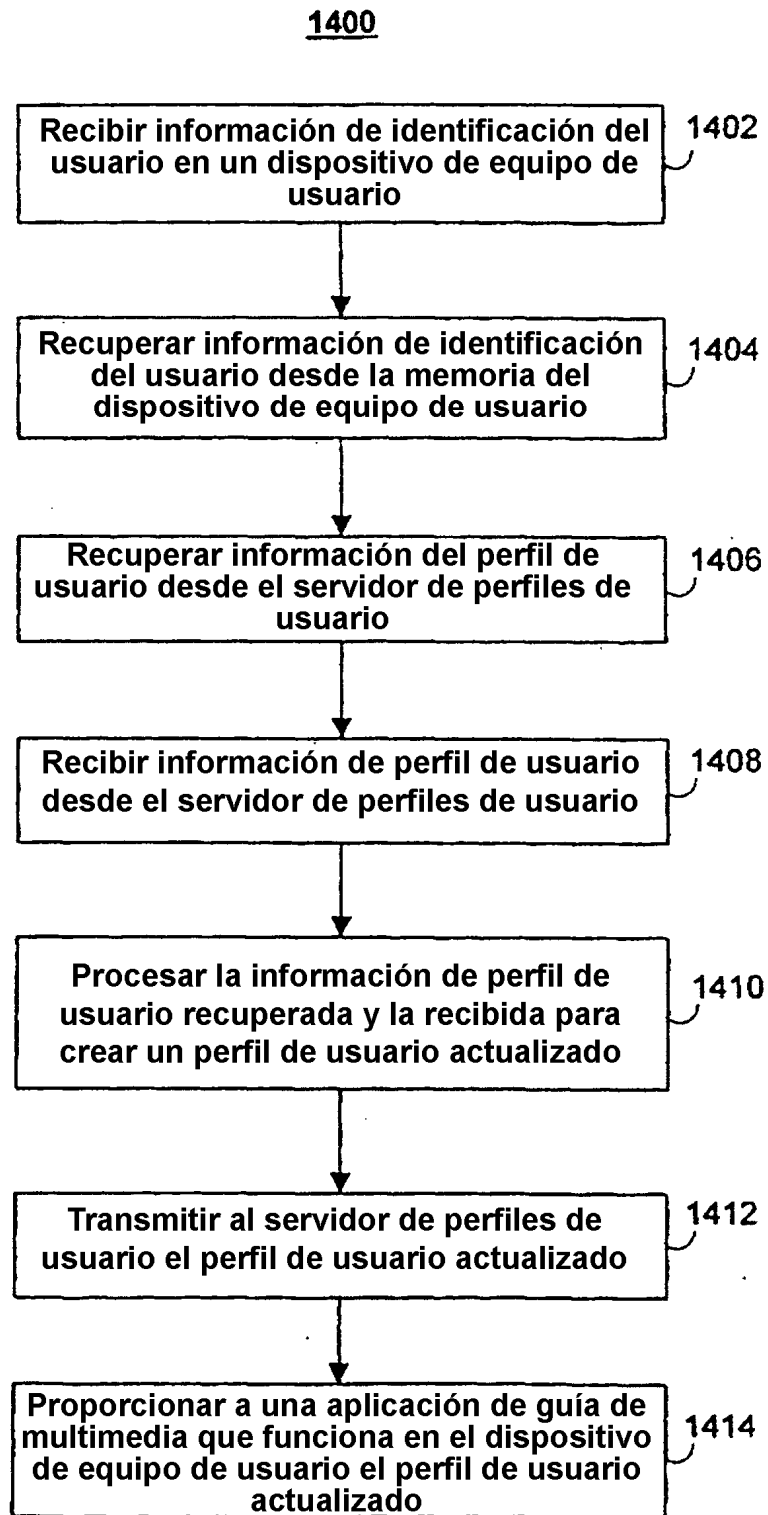 1400
Recibir información de identificación del
usuario en un dispositivo de equipo de
usuario
1402
Recuperar información de identificación
del usuario desde la memoria del
dispositivo de equipo de usuario
1404
Recuperar información del perfil de
usuario desde el servidor de perfiles de
usuario
1406
Recibir información de perfil de usuario
desde el servidor de perfiles de usuario
1408
Procesar la información de perfil de
usuario recuperada y la recibida para
crear un perfil de usuario actualizado
1410
Transmitir al servidor de perfiles de
usuario el perfil de usuario actualizado
1412
Proporcionar a una aplicación de guía de
multimedia que funciona en el dispositivo
de equipo de usuario el perfil de usuario
actualizado
1414